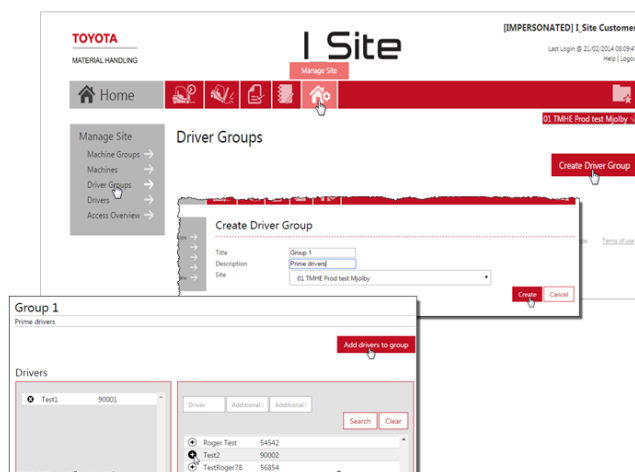 [IMPERSONATED] I_Site Customer
TOYOTA
MATERIAL HANDLING
I Site
Last Login @ 21/02/2014 08:09:47
Help | Logou
Manage Site
Home
01 TMHE Prod test Mjolby
Manage Site
Machine Groups
Machines
Driver Groups
Drivers
Access Overview
Driver Groups
Create Driver Group
Create Driver Group
Title Group 1
Description Prime drivers
Site 01 TMHE Prod test Mjolby
Create Cancel
Terms of use
Group 1
Prime drivers
Add drivers to group
Drivers
Test1 90001
Driver Additional I Additional I
Search Clear
Roger Test 54542
Test2 90002
TestRoger78 56854